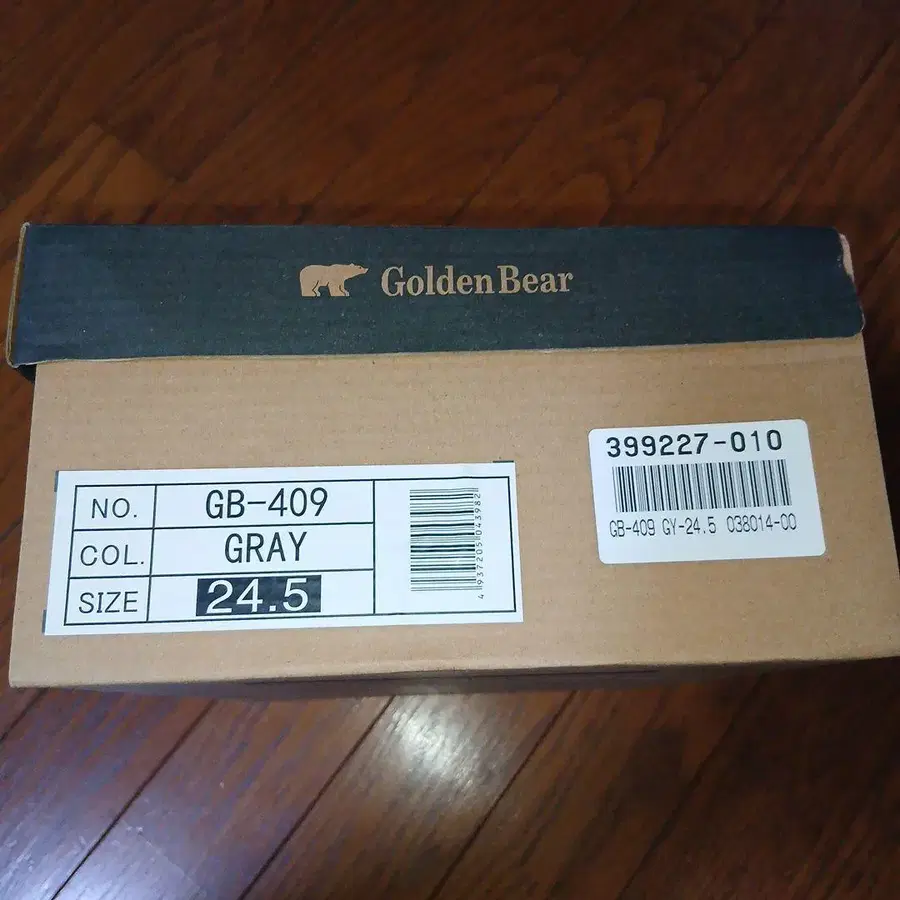 Golden Bear
399227-010
GB-409 GY-24.5 038014-00
NO. GB-409
COL. GRAY
SIZE 24.5
4937205043982